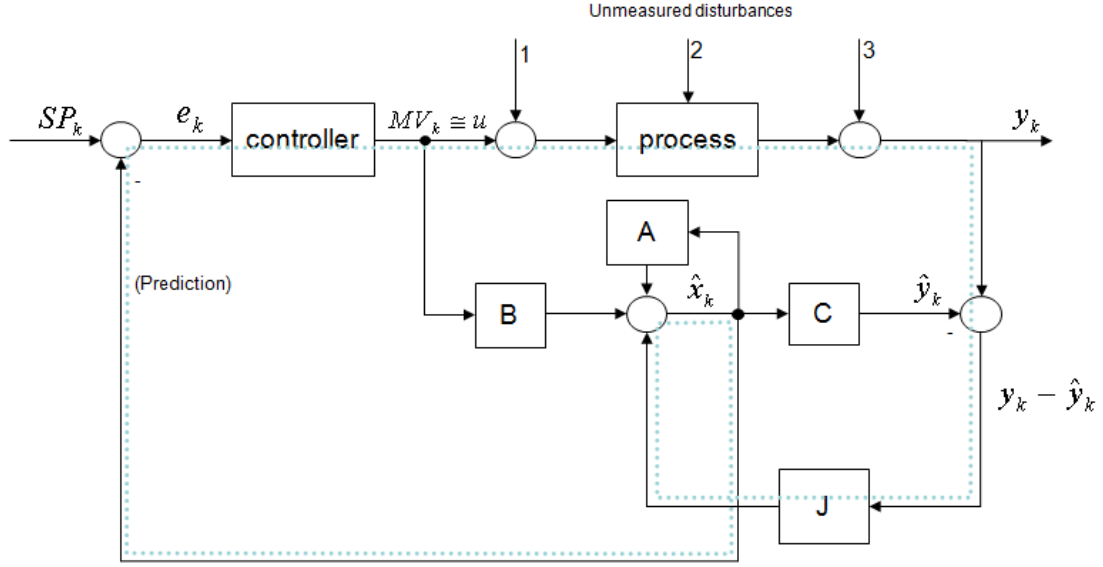 Unmeasured disturbances
1
2
3
SP_k
e_k
controller
MV_k ≅ u
process
y_k
-
A
(Prediction)
B
x̂_k
C
ŷ_k
-
y_k − ŷ_k
J